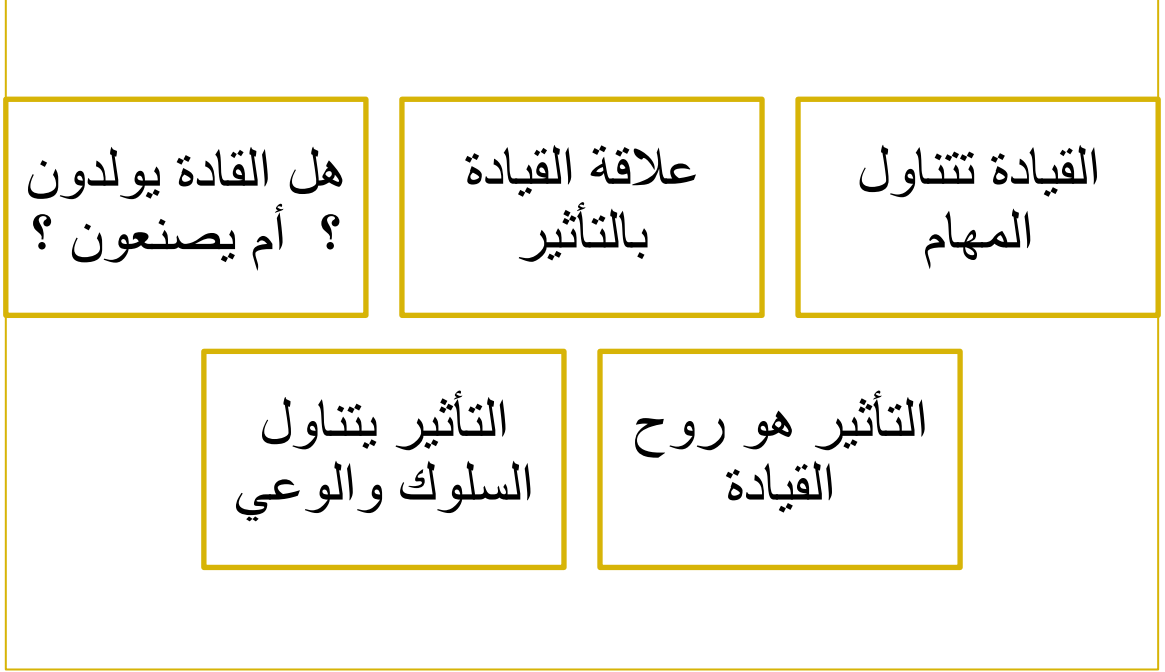 القيادة تتناول
المهام
علاقة القيادة
بالتأثير
هل القادة يولدون
؟ أم يصنعون ؟
التأثير هو روح
القيادة
التأثير يتناول
السلوك والوعي